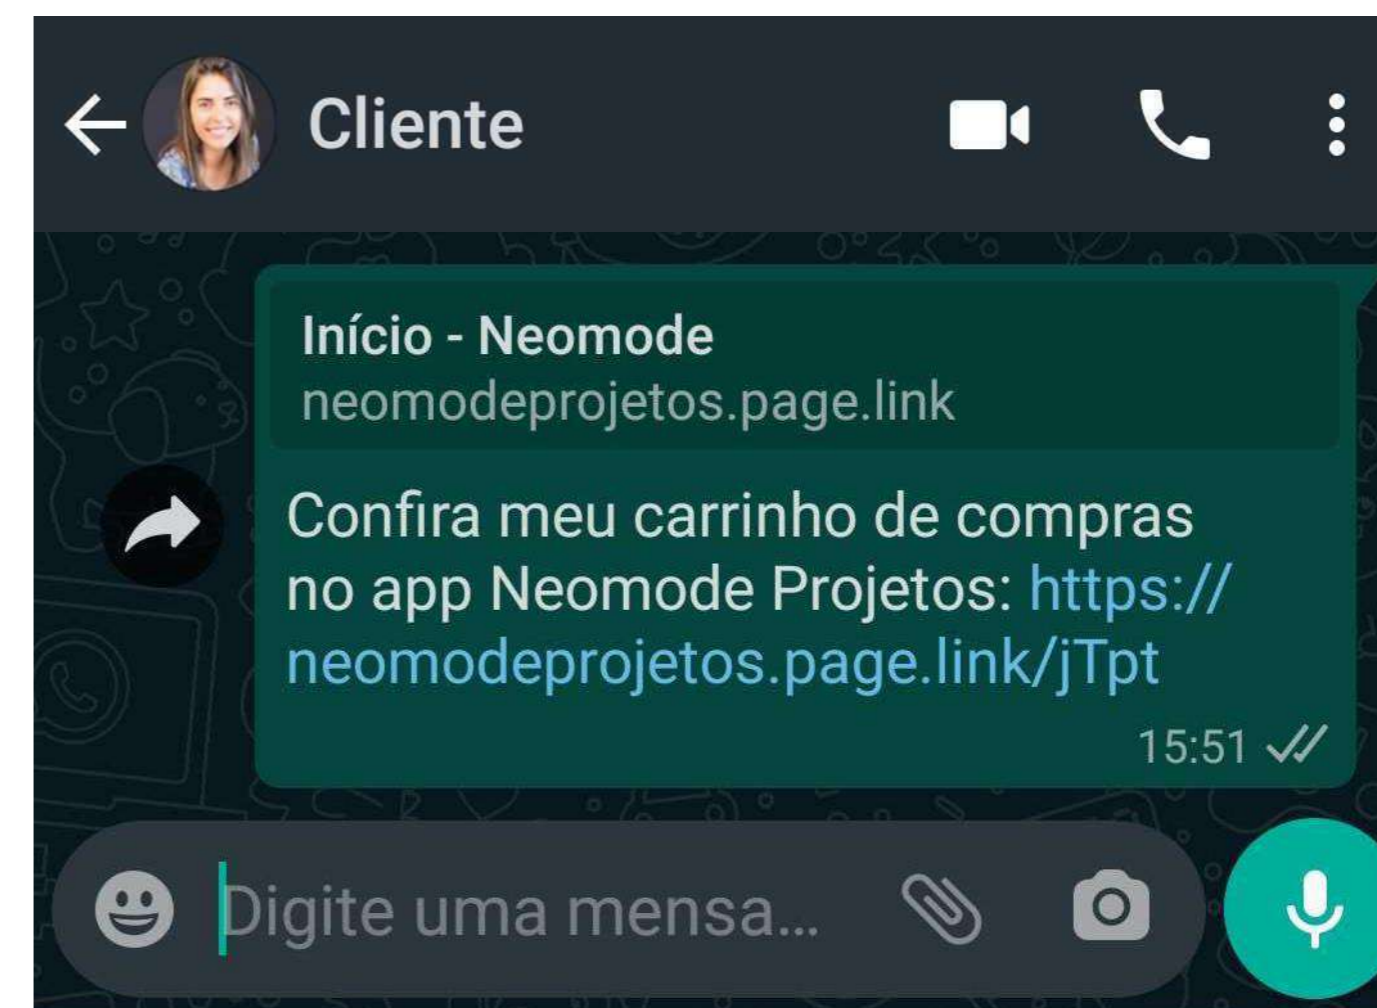 Cliente
Início - Neomode
neomodeprojetos.page.link
Confira meu carrinho de compras
no app Neomode Projetos: https://
neomodeprojetos.page.link/jTpt
15:51
Digite uma mensa...